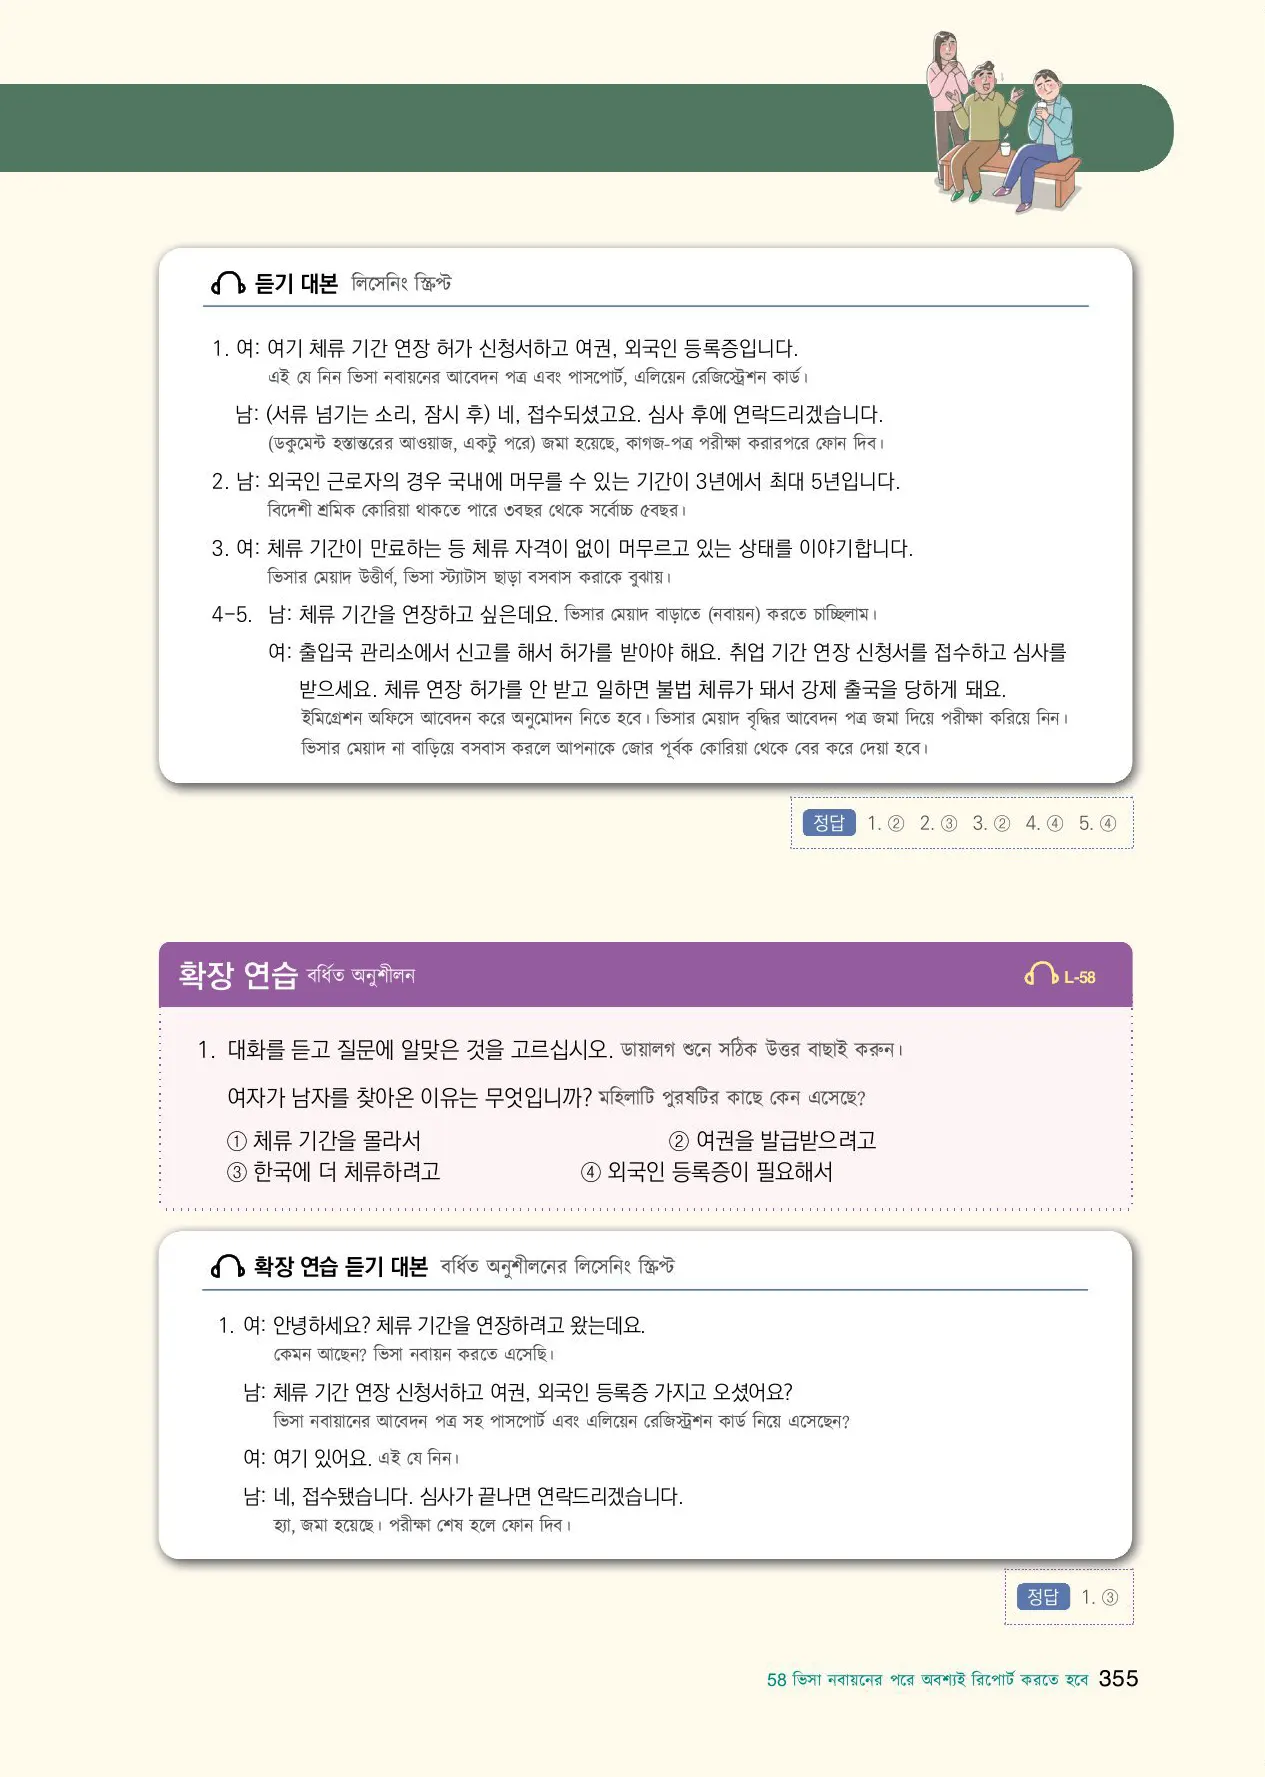 듣기 대본 লিসেনিং স্ক্রিপ্ট
1. 여: 여기 체류 기간 연장 허가 신청서하고 여권, 외국인 등록증입니다.
এই যে নিন ভিসা নবায়নের আবেদন পত্র এবং পাসপোর্ট, এলিয়েন রেজিস্ট্রেশন কার্ড।
남: (서류 넘기는 소리, 잠시 후) 네, 접수되셨고요. 심사 후에 연락드리겠습니다.
(ডকুমেন্ট হস্তান্তরের আওয়াজ, একটু পরে) জমা হয়েছে, কাগজ-পত্র পরীক্ষা করারপরে ফোন দিব।
2. 남: 외국인 근로자의 경우 국내에 머무를 수 있는 기간이 3년에서 최대 5년입니다.
বিদেশী শ্রমিক কোরিয়া থাকতে পারে ৩বছর থেকে সর্বোচ্চ ৫বছর।
3. 여: 체류 기간이 만료하는 등 체류 자격이 없이 머무르고 있는 상태를 이야기합니다.
ভিসার মেয়াদ উত্তীর্ণ, ভিসা স্ট্যাটাস ছাড়া বসবাস করাকে বুঝায়।
4-5. 남: 체류 기간을 연장하고 싶은데요. ভিসার মেয়াদ বাড়াতে (নবায়ন) করতে চাচ্ছিলাম।
여: 출입국 관리소에서 신고를 해서 허가를 받아야 해요. 취업 기간 연장 신청서를 접수하고 심사를
받으세요. 체류 연장 허가를 안 받고 일하면 불법 체류가 돼서 강제 출국을 당하게 돼요.
ইমিগ্রেশন অফিসে আবেদন করে অনুমোদন নিতে হবে। ভিসার মেয়াদ বৃদ্ধির আবেদন পত্র জমা দিয়ে পরীক্ষা করিয়ে নিন।
ভিসার মেয়াদ না বাড়িয়ে বসবাস করলে আপনাকে জোর পূর্বক কোরিয়া থেকে বের করে দেয়া হবে।
정답 1. ② 2. ③ 3. ② 4. ④ 5. ④
확장 연습 বর্ধিত অনুশীলন L-58
1. 대화를 듣고 질문에 알맞은 것을 고르십시오. ডায়ালগ শুনে সঠিক উত্তর বাছাই করুন।
여자가 남자를 찾아온 이유는 무엇입니까? মহিলাটি পুরষটির কাছে কেন এসেছে?
① 체류 기간을 몰라서 ② 여권을 발급받으려고
③ 한국에 더 체류하려고 ④ 외국인 등록증이 필요해서
확장 연습 듣기 대본 বর্ধিত অনুশীলনের লিসেনিং স্ক্রিপ্ট
1. 여: 안녕하세요? 체류 기간을 연장하려고 왔는데요.
কেমন আছেন? ভিসা নবায়ন করতে এসেছি।
남: 체류 기간 연장 신청서하고 여권, 외국인 등록증 가지고 오셨어요?
ভিসা নবায়ানের আবেদন পত্র সহ পাসপোর্ট এবং এলিয়েন রেজিস্ট্রশন কার্ড নিয়ে এসেছেন?
여: 여기 있어요. এই যে নিন।
남: 네, 접수됐습니다. 심사가 끝나면 연락드리겠습니다.
হ্যা, জমা হয়েছে। পরীক্ষা শেষ হলে ফোন দিব।
정답 1. ③
58 ভিসা নবায়নের পরে অবশ্যই রিপোর্ট করতে হবে 355